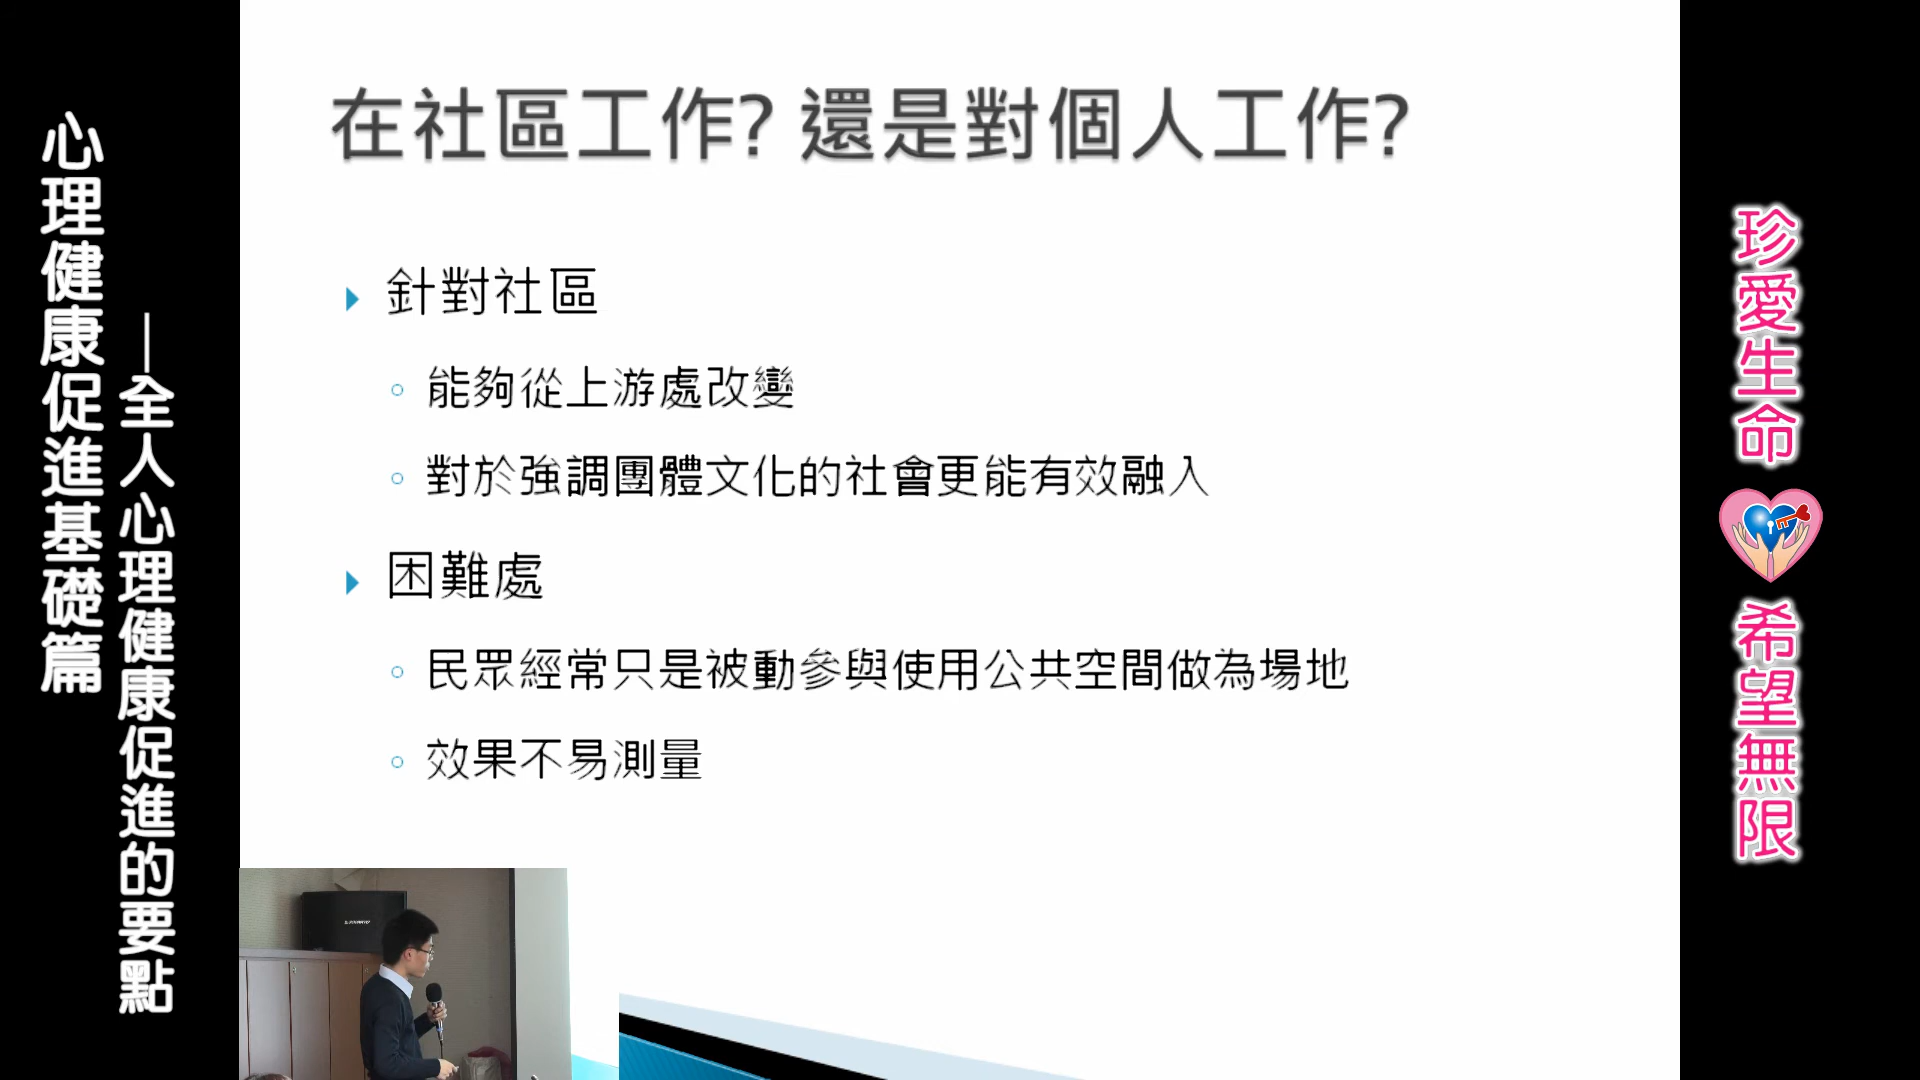 心理健康促進基礎篇
—全人心理健康促進的要點
在社區工作? 還是對個人工作?
針對社區
能夠從上游處改變
對於強調團體文化的社會更能有效融入
困難處
民眾經常只是被動參與使用公共空間做為場地
效果不易測量
珍愛生命
希望無限